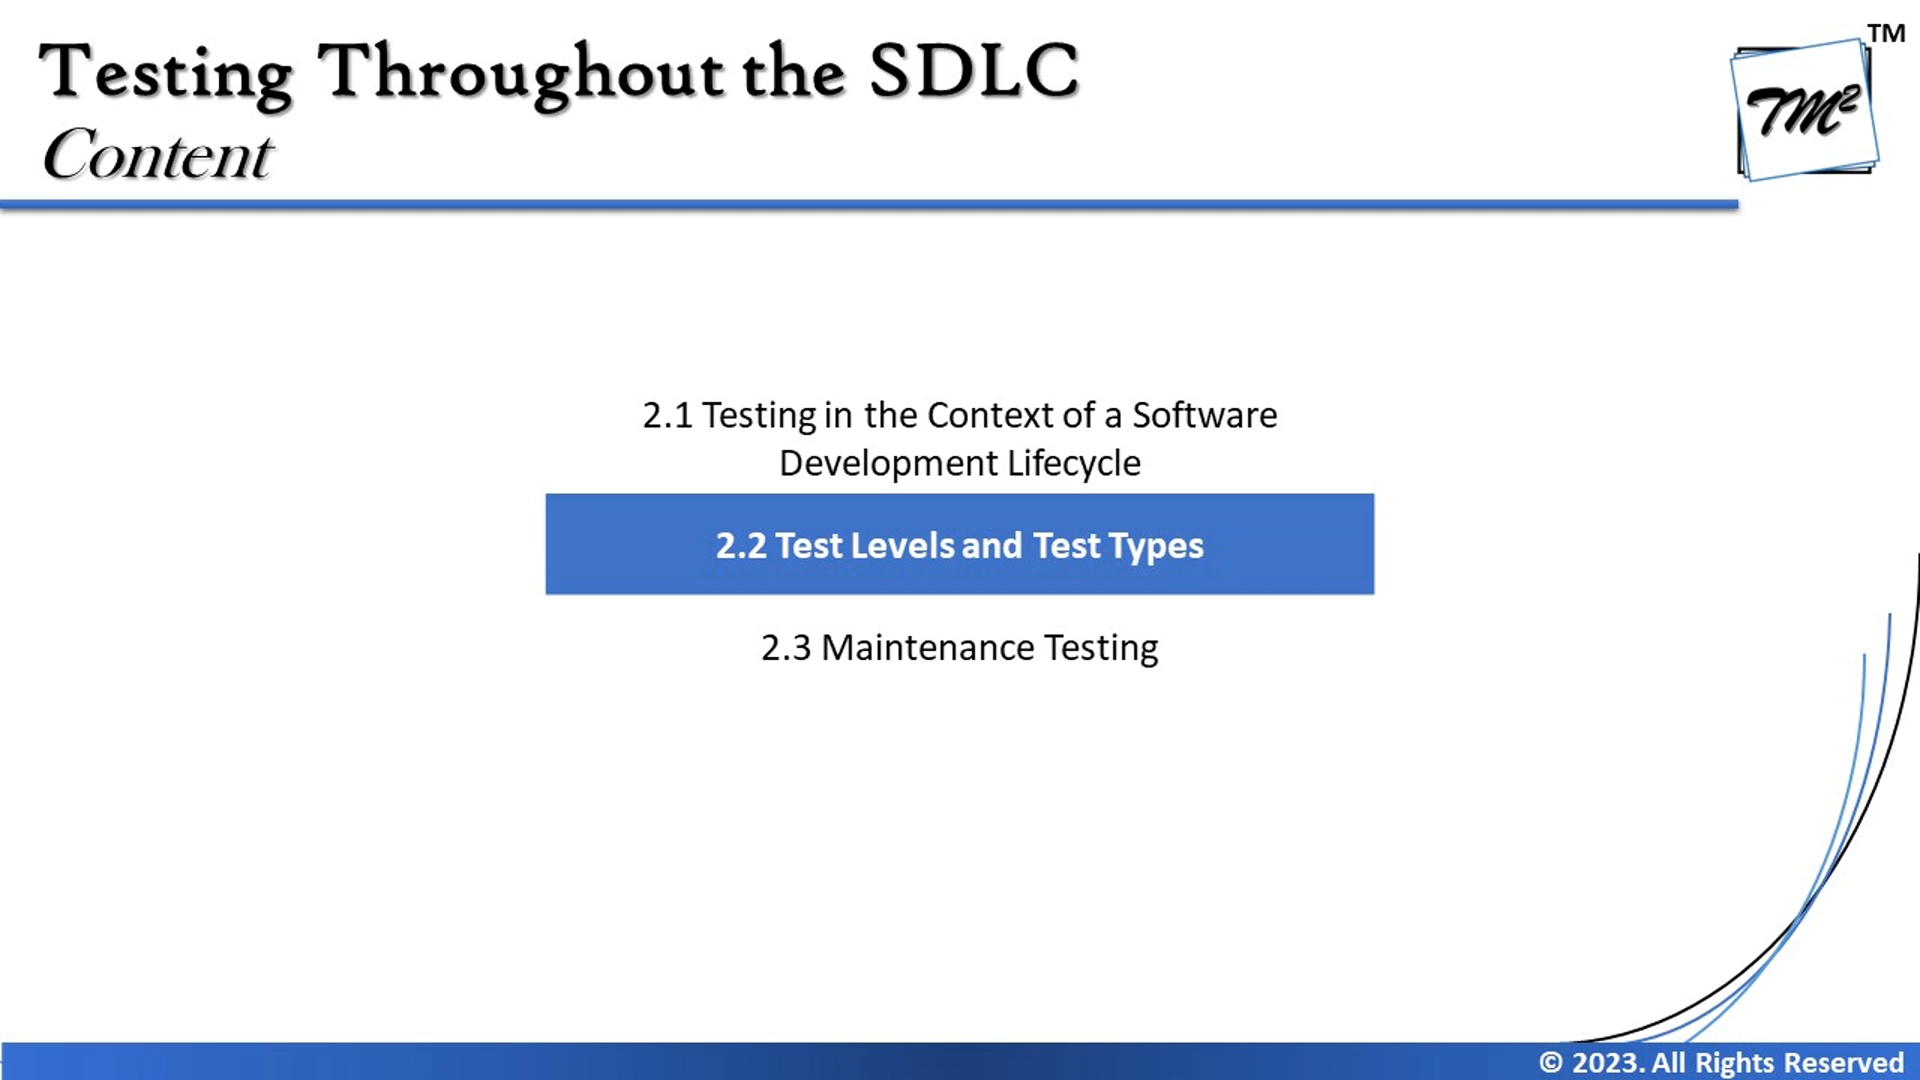 Testing Throughout the SDLC
TM
Content
TM²
2.1 Testing in the Context of a Software
Development Lifecycle
2.2 Test Levels and Test Types
2.3 Maintenance Testing
© 2023. All Rights Reserved